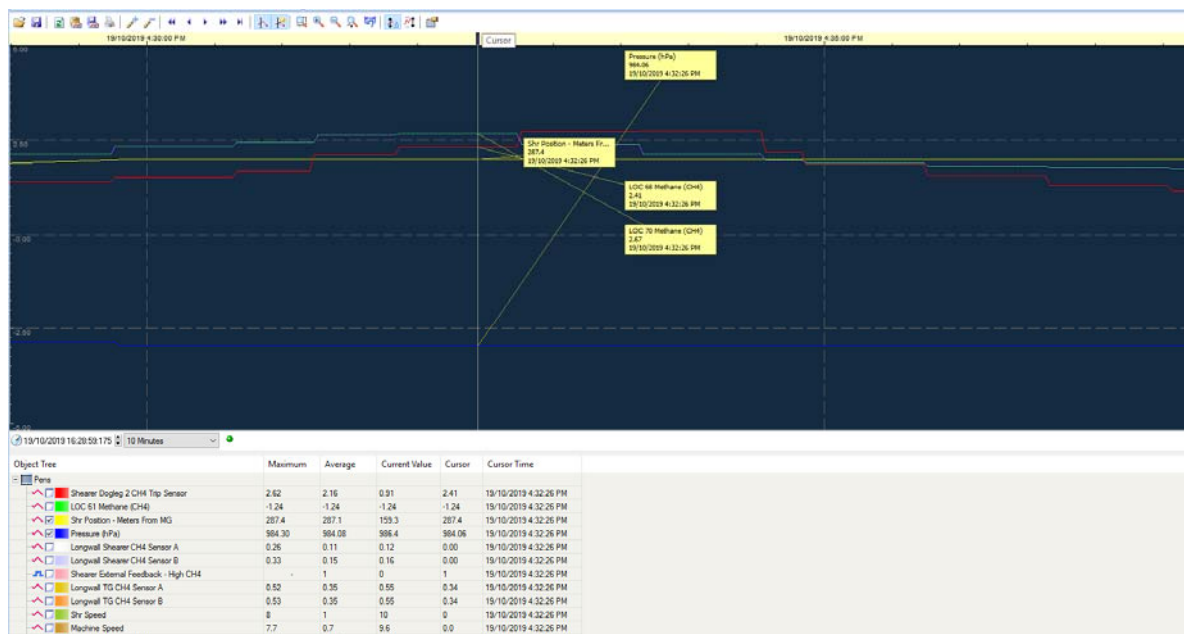 19/10/2019 4:30:00 PM
Cursor
19/10/2019 4:35:00 PM
5.00
Pressure (hPa)
984.06
19/10/2019 4:32:26 PM
2.50
Shr Position - Meters Fr...
287.4
19/10/2019 4:32:26 PM
LOC 68 Methane (CH4)
2.41
19/10/2019 4:32:26 PM
LOC 70 Methane (CH4)
2.67
19/10/2019 4:32:26 PM
-0.00
-2.50
-5.00
19/10/2019 16:28:59:175 10 Minutes
Object Tree Maximum Average Current Value Cursor Cursor Time
Pens
Shearer Dogleg 2 CH4 Trip Sensor 2.62 2.16 0.91 2.41 19/10/2019 4:32:26 PM
LOC 61 Methane (CH4) -1.24 -1.24 -1.24 -1.24 19/10/2019 4:32:26 PM
Shr Postion - Meters From MG 287.4 287.1 159.3 287.4 19/10/2019 4:32:26 PM
Pressure (hPa) 984.30 984.08 986.4 984.06 19/10/2019 4:32:26 PM
Longwall Shearer CH4 Sensor A 0.26 0.11 0.12 0.00 19/10/2019 4:32:26 PM
Longwall Shearer CH4 Sensor B 0.33 0.15 0.16 0.00 19/10/2019 4:32:26 PM
Shearer External Feedback - High CH4 - 1 0 1 19/10/2019 4:32:26 PM
Longwall TG CH4 Sensor A 0.52 0.35 0.55 0.34 19/10/2019 4:32:26 PM
Longwall TG CH4 Sensor B 0.53 0.35 0.55 0.34 19/10/2019 4:32:26 PM
Shr Speed 8 1 10 0 19/10/2019 4:32:26 PM
Machine Speed 7.7 0.7 9.6 0.0 19/10/2019 4:32:26 PM